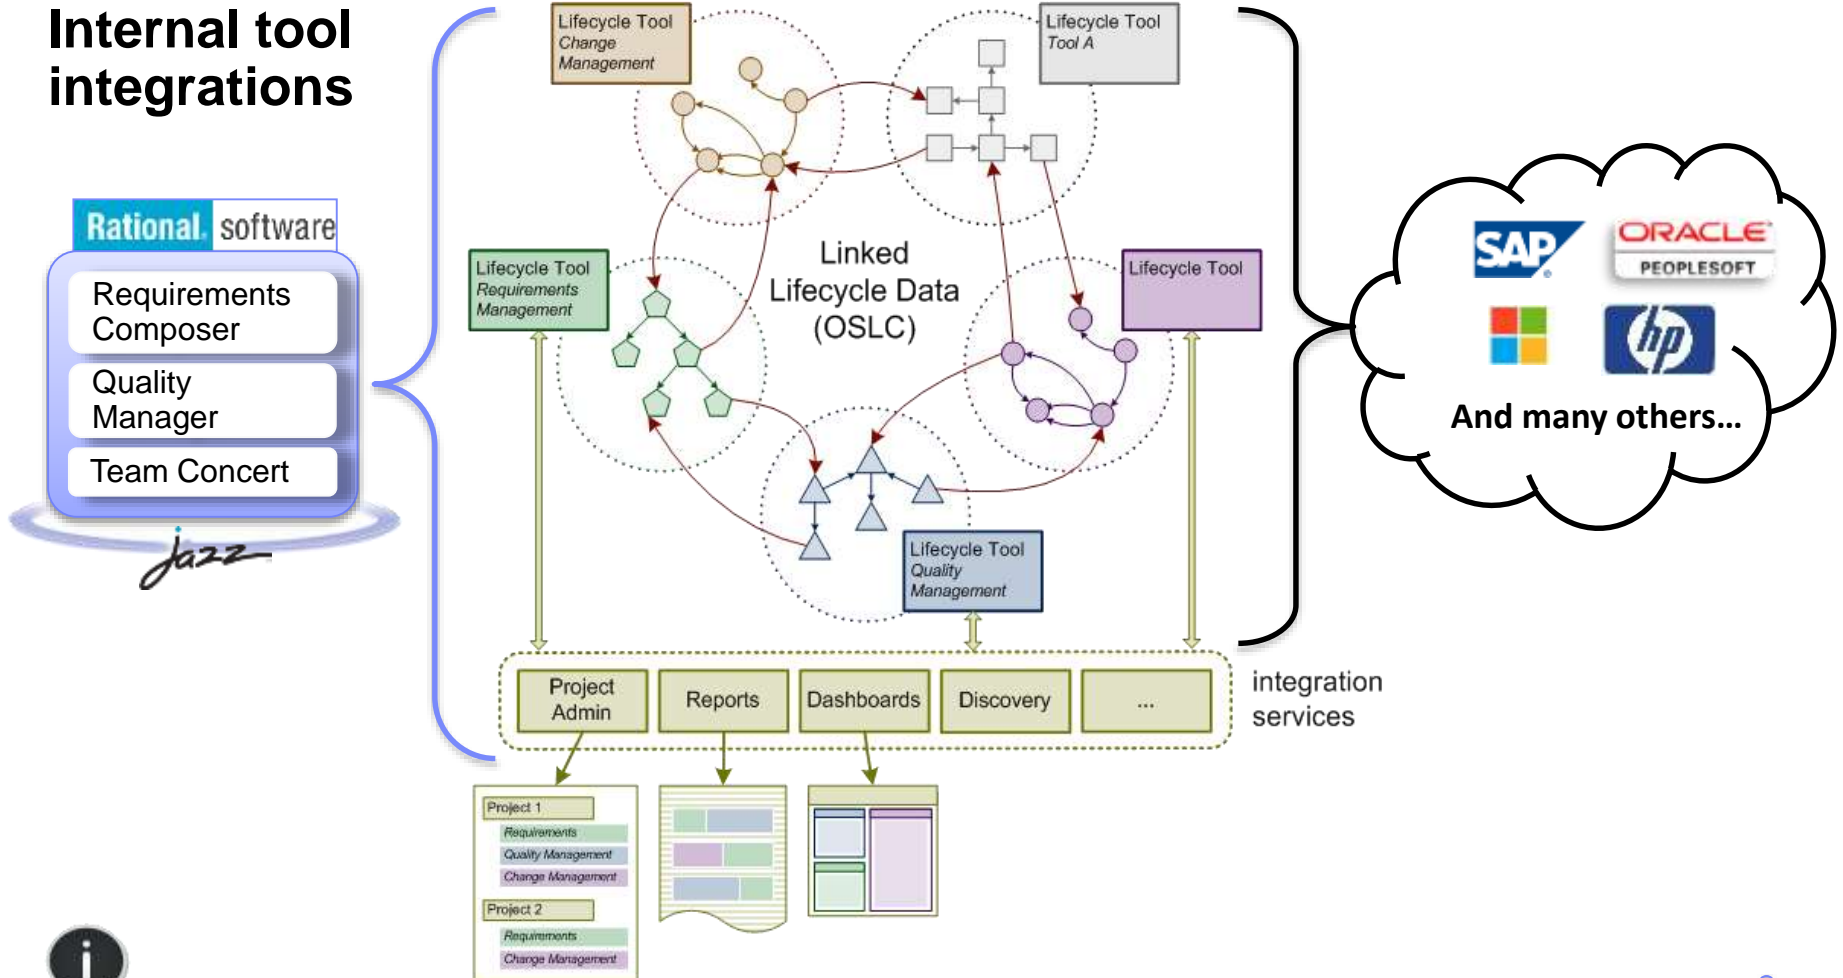 Internal tool
integrations
Rational software
Requirements
Composer
Quality
Manager
Team Concert
jazz
Lifecycle Tool
Change
Management
Lifecycle Tool
Tool A
Lifecycle Tool
Requirements
Management
Linked
Lifecycle Data
(OSLC)
Lifecycle Tool
Lifecycle Tool
Quality
Management
SAP
ORACLE
PEOPLESOFT
hp
And many others...
Project
Admin
Reports
Dashboards
Discovery
...
integration
services
Project 1
Requirements
Quality Management
Change Management
Project 2
Requirements
Change Management
i